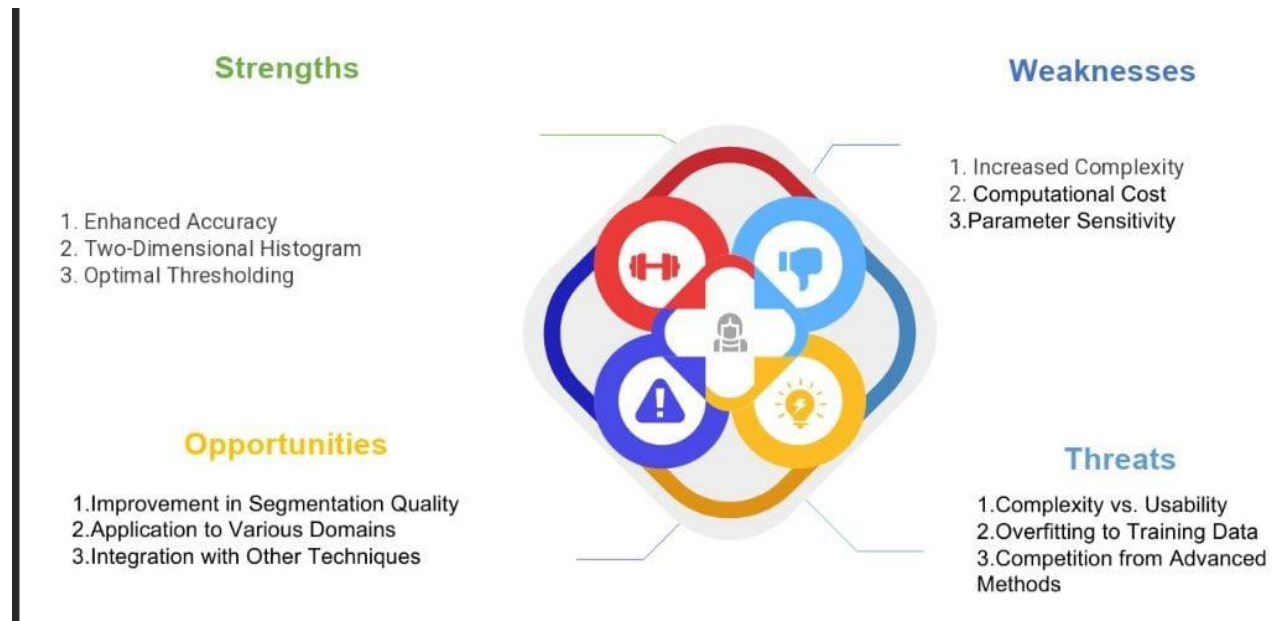 Strengths
1. Enhanced Accuracy
2. Two-Dimensional Histogram
3. Optimal Thresholding
Weaknesses
1. Increased Complexity
2. Computational Cost
3.Parameter Sensitivity
Opportunities
1.Improvement in Segmentation Quality
2.Application to Various Domains
3.Integration with Other Techniques
Threats
1.Complexity vs. Usability
2.Overfitting to Training Data
3.Competition from Advanced
Methods